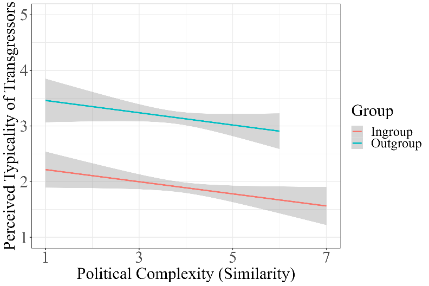 Perceived Typicality of Transgressors
5
4
3
2
1
1
3
5
7
Political Complexity (Similarity)
Group
Ingroup
Outgroup